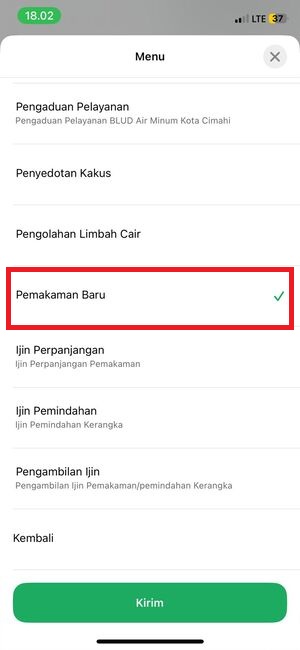 18.02
LTE 37
Menu
Pengaduan Pelayanan
Pengaduan Pelayanan BLUD Air Minum Kota Cimahi
Penyedotan Kakus
Pengolahan Limbah Cair
Pemakaman Baru
Ijin Perpanjangan
Ijin Perpanjangan Pemakaman
Ijin Pemindahan
Ijin Pemindahan Kerangka
Pengambilan Ijin
Pengambilan Ijin Pemakaman/pemindahan Kerangka
Kembali
Kirim